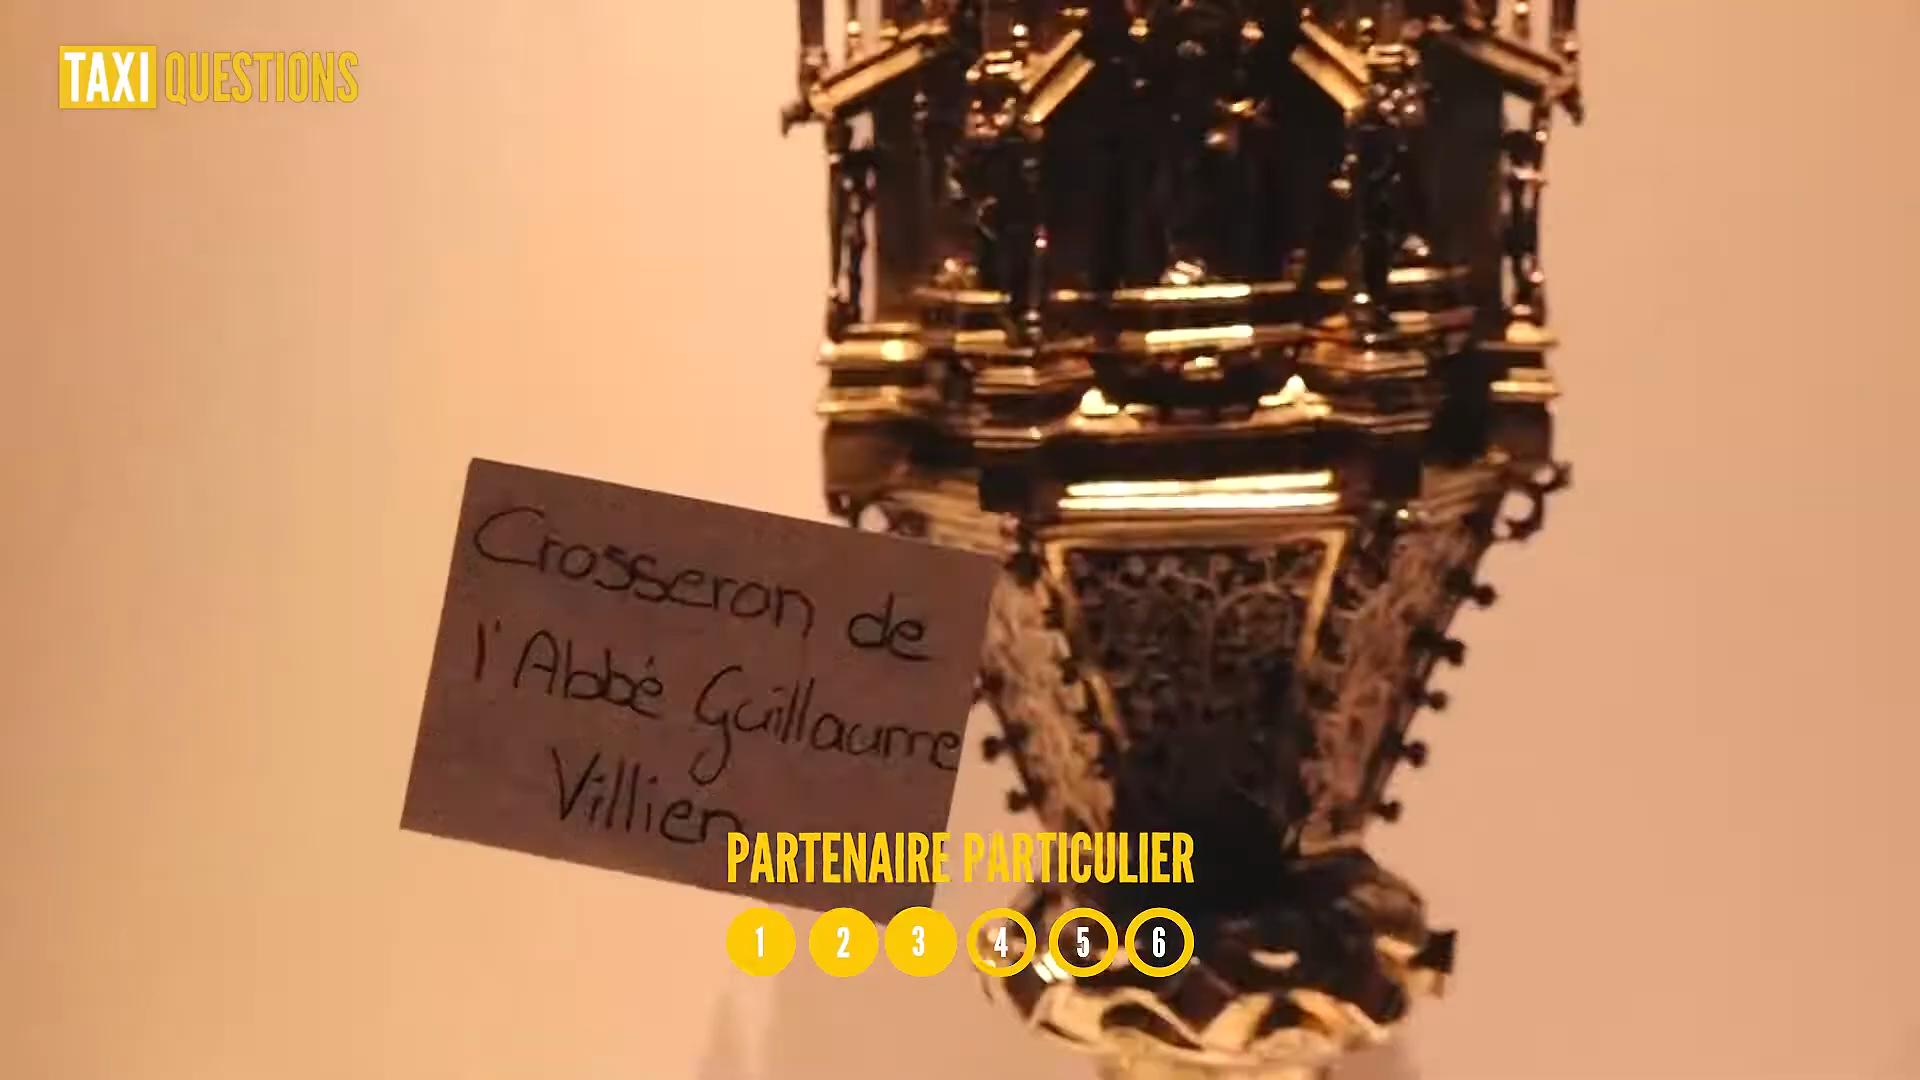 TAXI QUESTIONS
Crosseron de
l'Abbé Guillaume
Villien
PARTENAIRE PARTICULIER
1 2 3 4 5 6